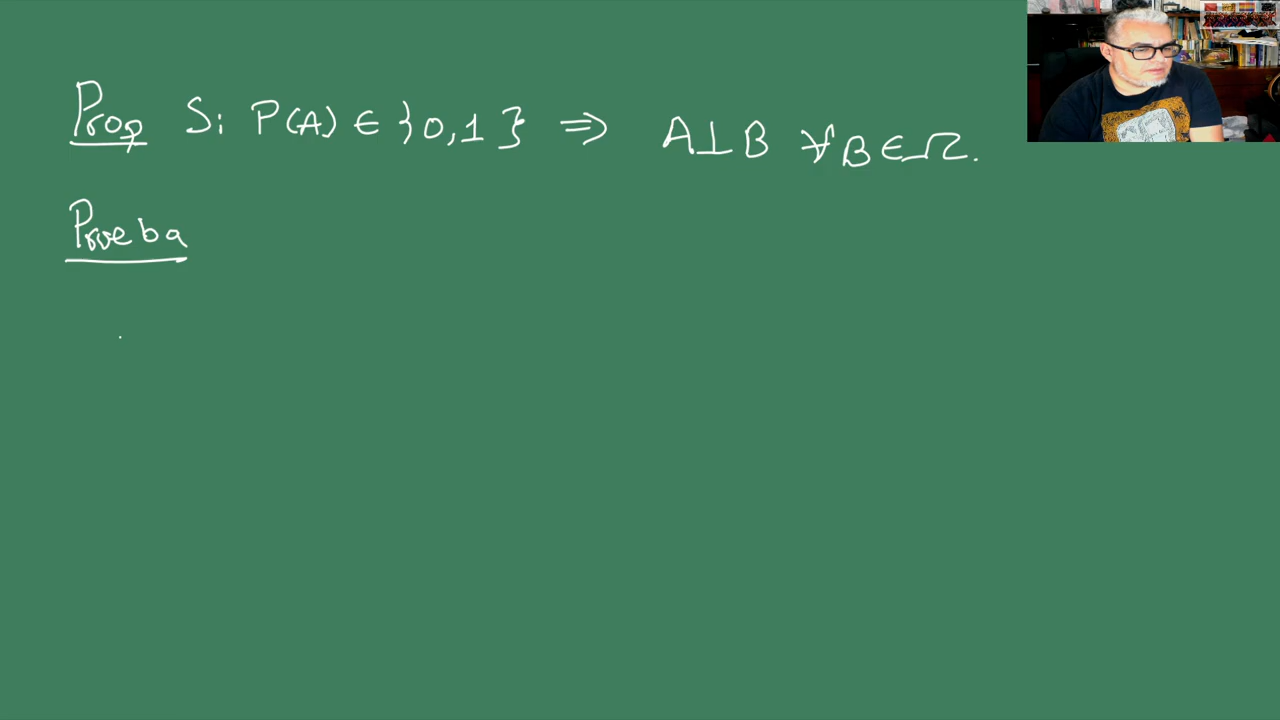 Prop Si P(A) ∈ {0,1} ⇒ A⊥B ∀B∈Ω.
Prueba